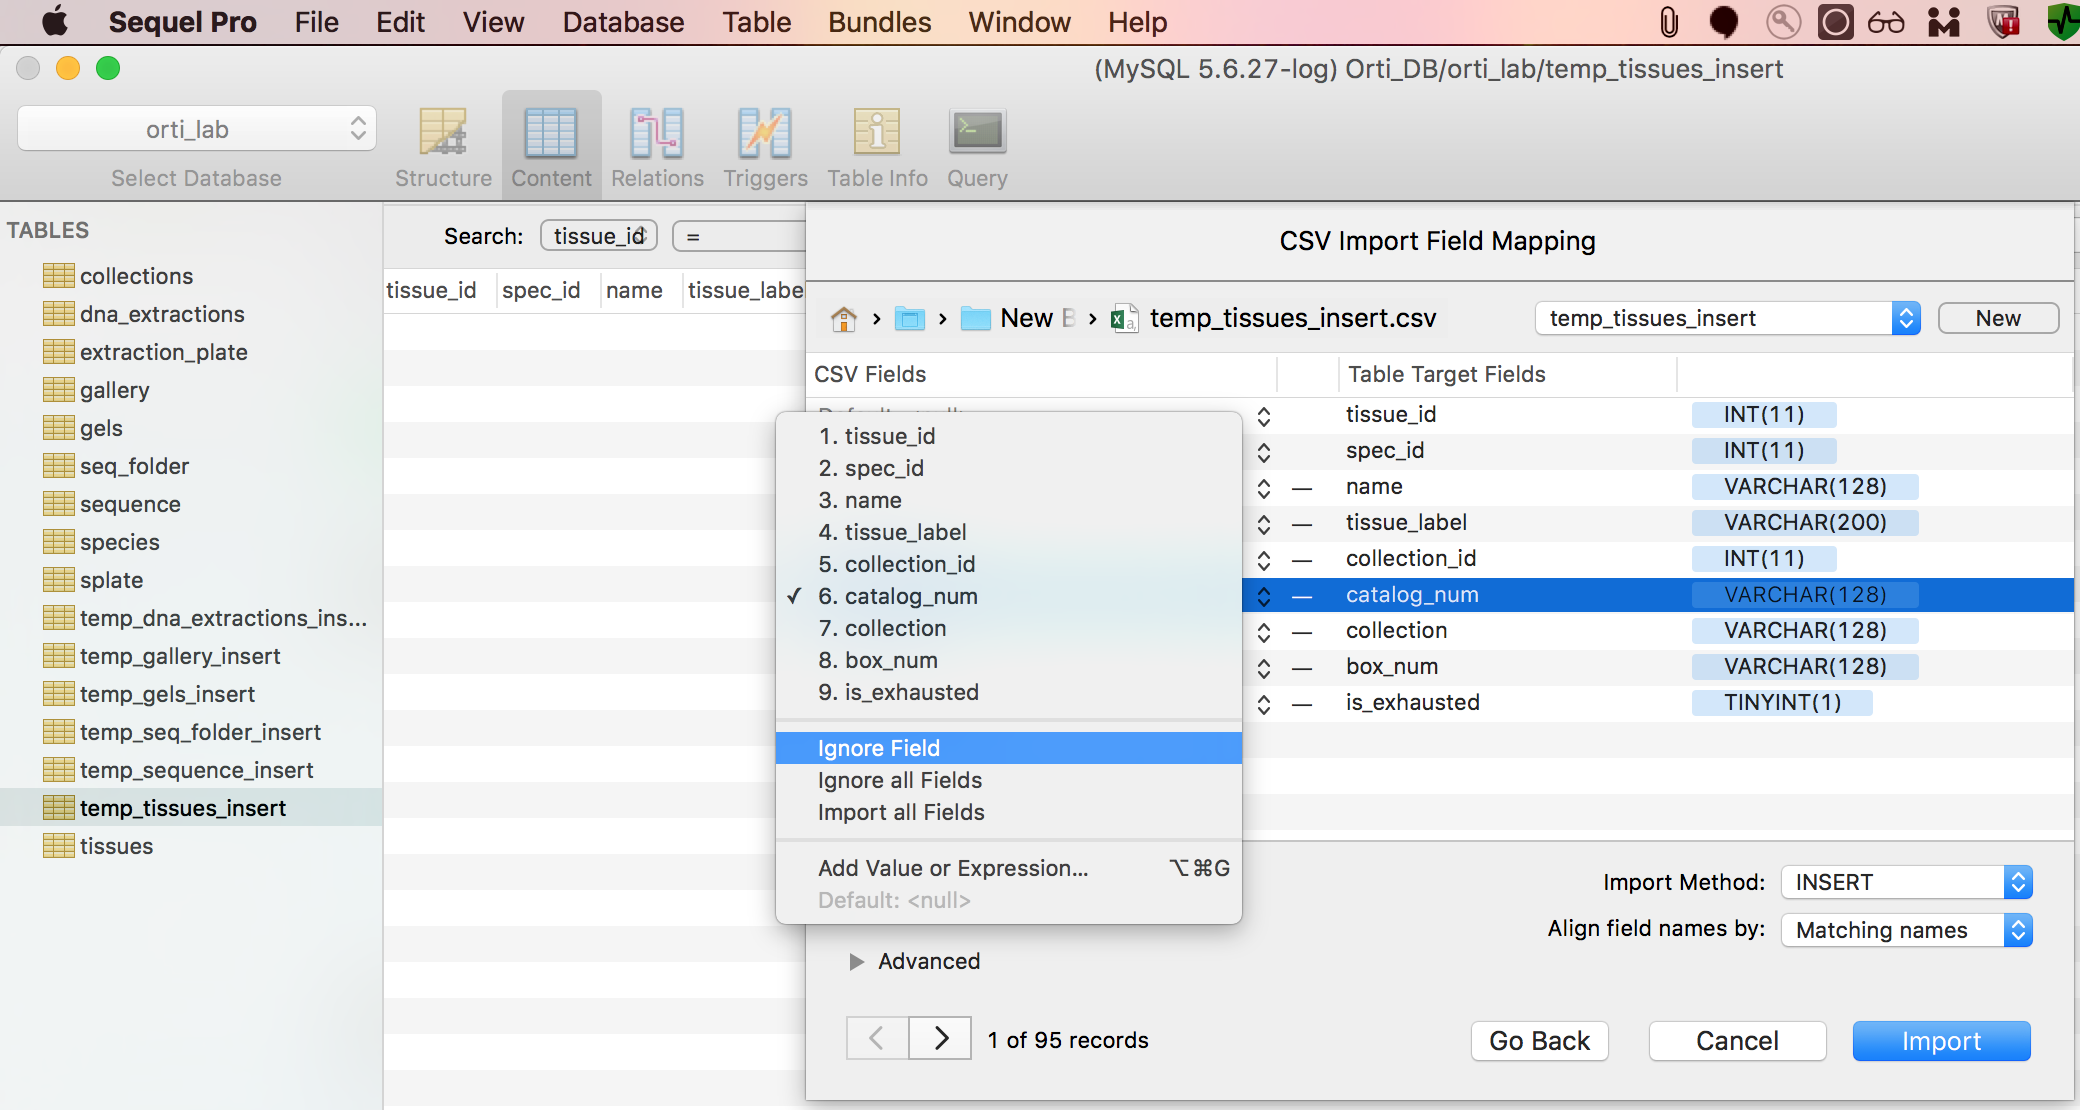 Sequel Pro File Edit View Database Table Bundles Window Help
(MySQL 5.6.27-log) Orti_DB/orti_lab/temp_tissues_insert
orti_lab
Select Database
Structure Content Relations Triggers Table Info Query
TABLES
collections
dna_extractions
extraction_plate
gallery
gels
seq_folder
sequence
species
splate
temp_dna_extractions_ins...
temp_gallery_insert
temp_gels_insert
temp_seq_folder_insert
temp_sequence_insert
temp_tissues_insert
tissues
Search: tissue_id =
tissue_id spec_id name tissue_labe
CSV Import Field Mapping
New temp_tissues_insert.csv temp_tissues_insert New
CSV Fields Table Target Fields
1. tissue_id
2. spec_id
3. name
4. tissue_label
5. collection_id
✓ 6. catalog_num
7. collection
8. box_num
9. is_exhausted
Ignore Field
Ignore all Fields
Import all Fields
Add Value or Expression... ⌥⌘G
Default: <null>
tissue_id INT(11)
spec_id INT(11)
— name VARCHAR(128)
— tissue_label VARCHAR(200)
— collection_id INT(11)
— catalog_num VARCHAR(128)
— collection VARCHAR(128)
— box_num VARCHAR(128)
— is_exhausted TINYINT(1)
Import Method: INSERT
Align field names by: Matching names
Advanced
1 of 95 records
Go Back Cancel Import